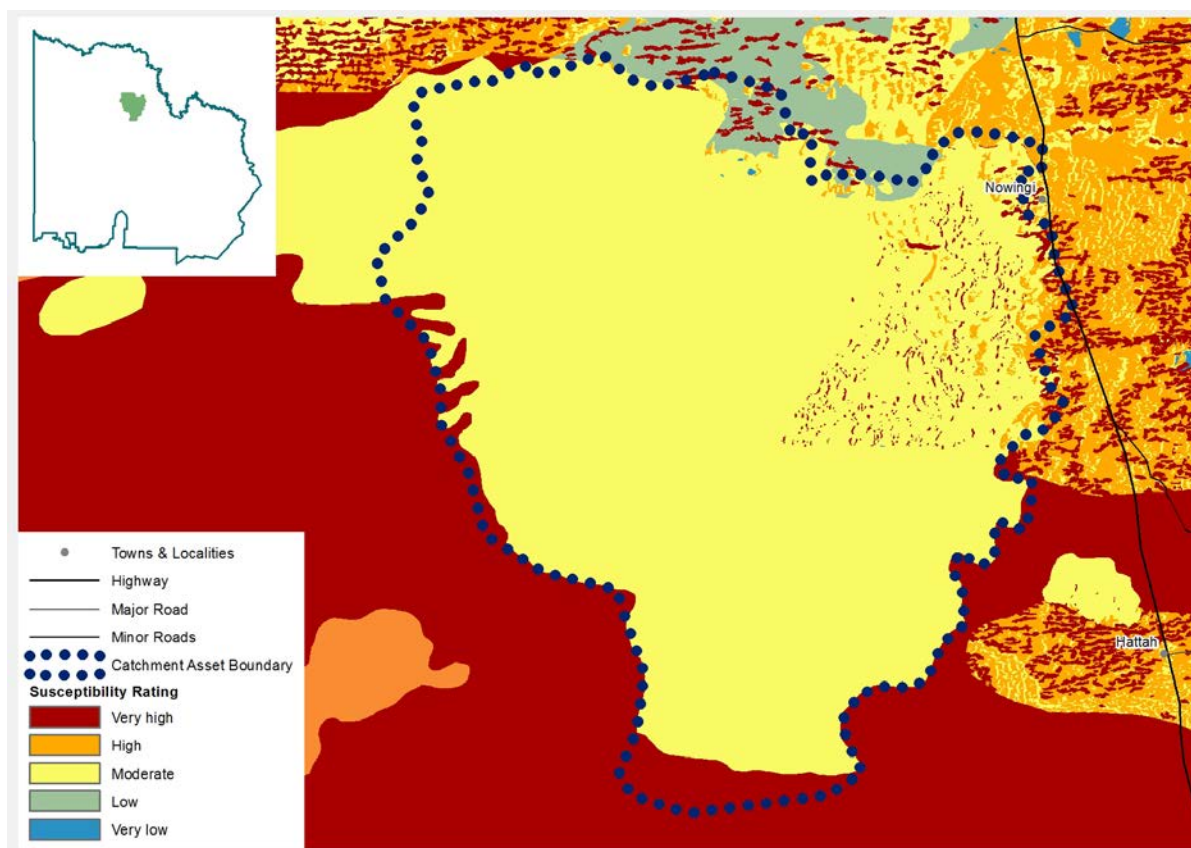 Nowingi
Hattah
Towns & Localities
Highway
Major Road
Minor Roads
Catchment Asset Boundary
Susceptibility Rating
Very high
High
Moderate
Low
Very low